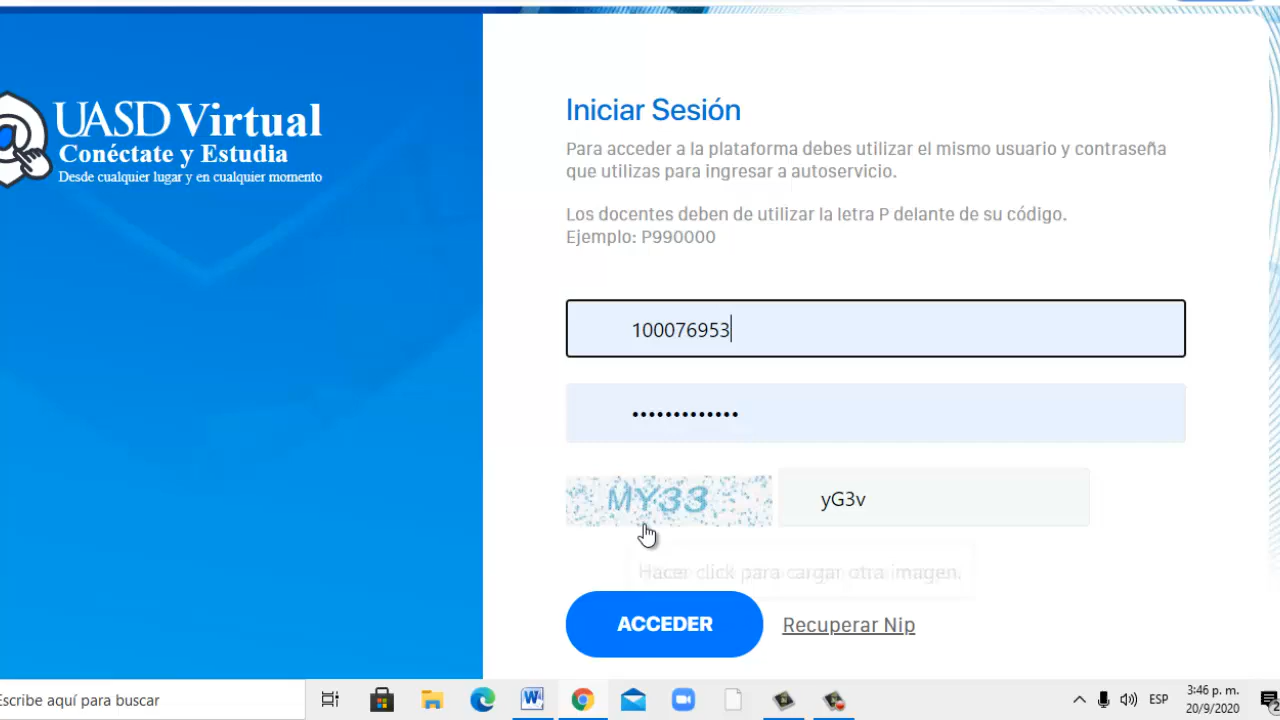 UASD Virtual
Conéctate y Estudia
Desde cualquier lugar y en cualquier momento
Iniciar Sesión
Para acceder a la plataforma debes utilizar el mismo usuario y contraseña
que utilizas para ingresar a autoservicio.
Los docentes deben de utilizar la letra P delante de su código.
Ejemplo: P990000
100076953
•••••••••••••
MY33
yG3v
Hacer click para cargar otra imagen.
ACCEDER
Recuperar Nip
Escribe aquí para buscar
W
ESP
3:46 p. m.
20/9/2020
2